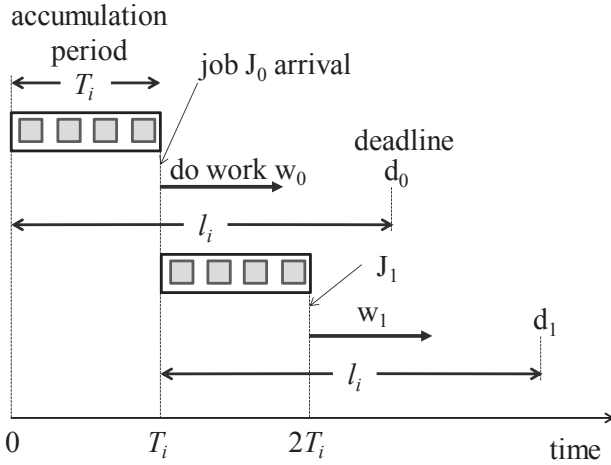 accumulation
period
T_i
job J_0 arrival
deadline
d_0
do work w_0
l_i
J_1
w_1
d_1
l_i
0 T_i 2T_i time